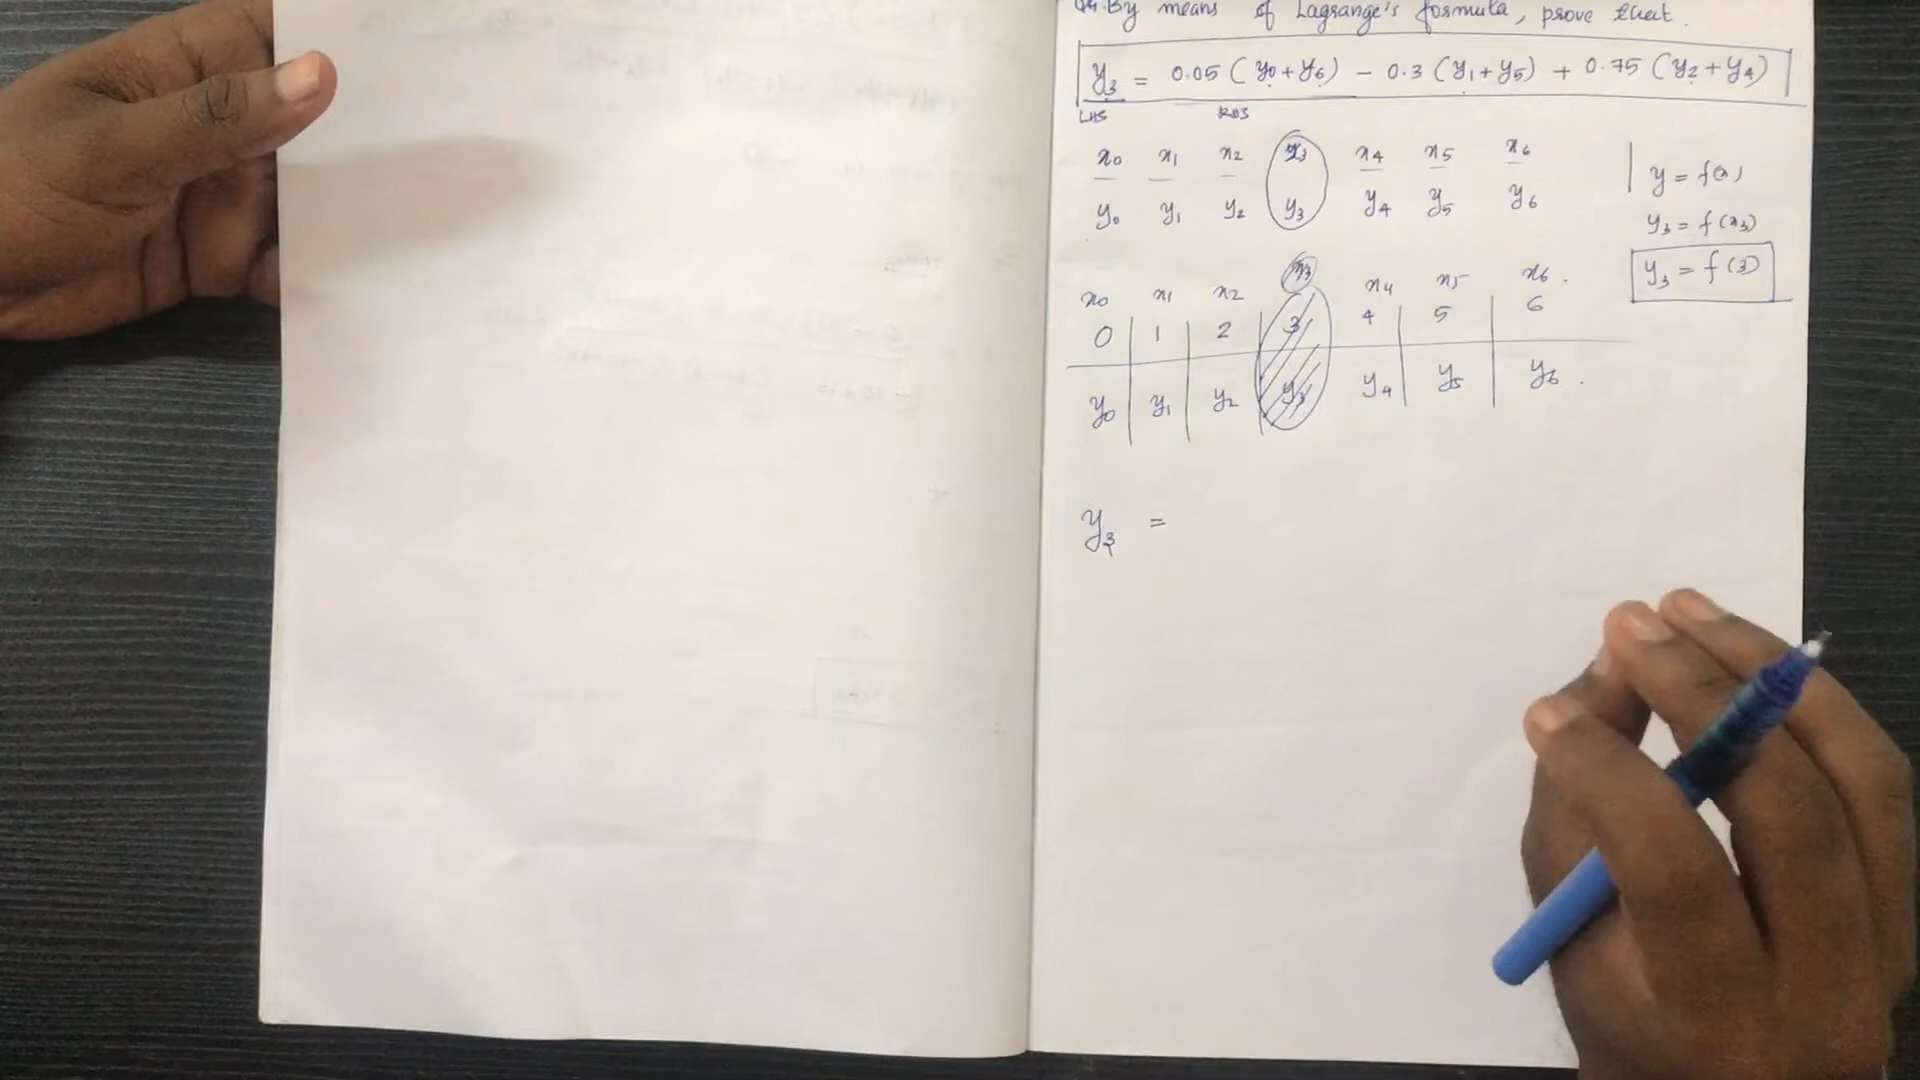 Q4. By means of Lagrange's formula, prove that.
y3 = 0.05 (y0 + y6) - 0.3 (y1 + y5) + 0.75 (y2 + y4)
LHS RHS
x0 x1 x2 x3 x4 x5 x6
y0 y1 y2 y3 y4 y5 y6
y = f(x)
y3 = f(x3)
y3 = f(3)
x0 x1 x2 x3 x4 x5 x6.
0 1 2 3 4 5 6
y0 y1 y2 y3 y4 y5 y6.
y3 =